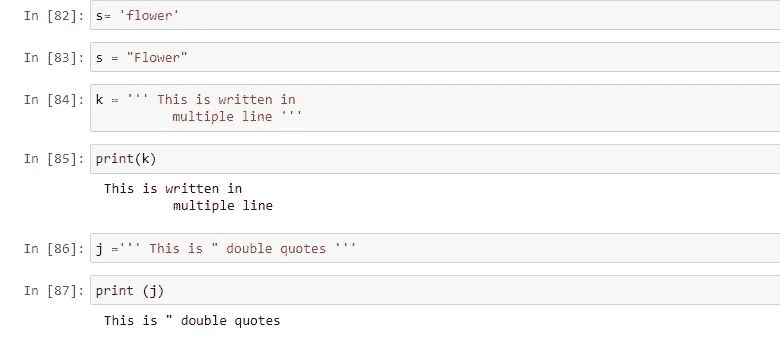 In [82]: s= 'flower'
In [83]: s = "Flower"
In [84]: k = ''' This is written in
multiple line '''
In [85]: print(k)
This is written in
multiple line
In [86]: j =''' This is " double quotes '''
In [87]: print (j)
This is " double quotes